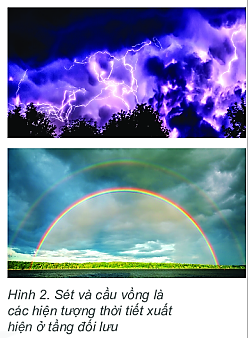 Hình 2. Sét và cầu vồng là
các hiện tượng thời tiết xuất
hiện ở tầng đối lưu